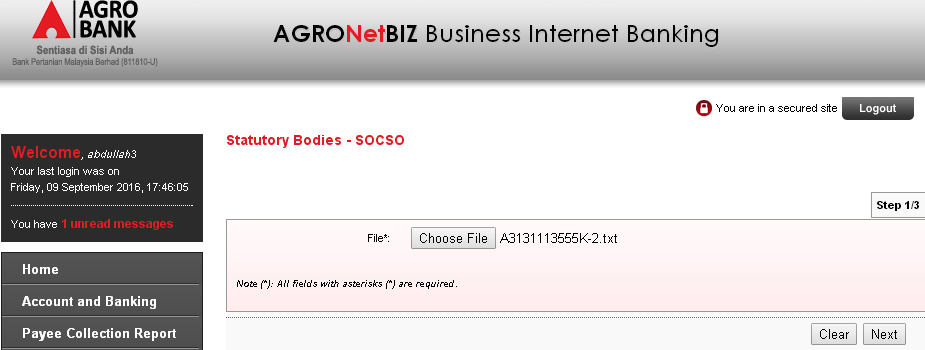 AGRO
BANK
Sentiasa di Sisi Anda
Bank Pertanian Malaysia Berhad (811810-U)
AGRONetBIZ Business Internet Banking
You are in a secured site
Logout
Welcome, abdullah3
Your last login was on
Friday, 09 September 2016, 17:46:05
You have 1 unread messages
Home
Account and Banking
Payee Collection Report
Statutory Bodies - SOCSO
Step 1/3
File*: Choose File A3131113555K-2.txt
Note (*): All fields with asterisks (*) are required.
Clear Next